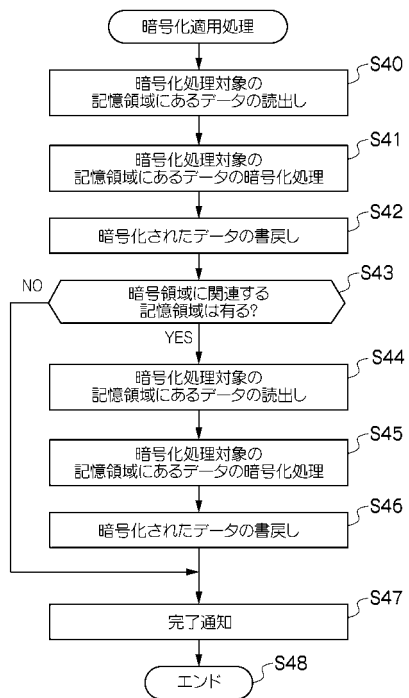 暗号化適用処理
S40
暗号化処理対象の
記憶領域にあるデータの読出し
S41
暗号化処理対象の
記憶領域にあるデータの暗号化処理
S42
暗号化されたデータの書戻し
S43
NO
暗号領域に関連する
記憶領域は有る?
YES
S44
暗号化処理対象の
記憶領域にあるデータの読出し
S45
暗号化処理対象の
記憶領域にあるデータの暗号化処理
S46
暗号化されたデータの書戻し
S47
完了通知
S48
エンド